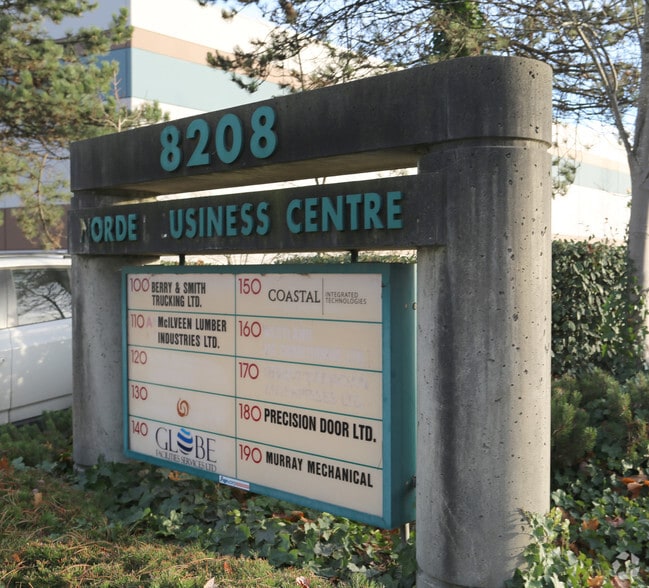 8208
NORDE USINESS CENTRE
100 BERRY & SMITH
TRUCKING LTD.
110 McILVEEN LUMBER
INDUSTRIES LTD.
120
130
140 GLOBE
FACILITIES SERVICES LTD
150 COASTAL INTEGRATED
TECHNOLOGIES
160
170
180 PRECISION DOOR LTD.
190 MURRAY MECHANICAL